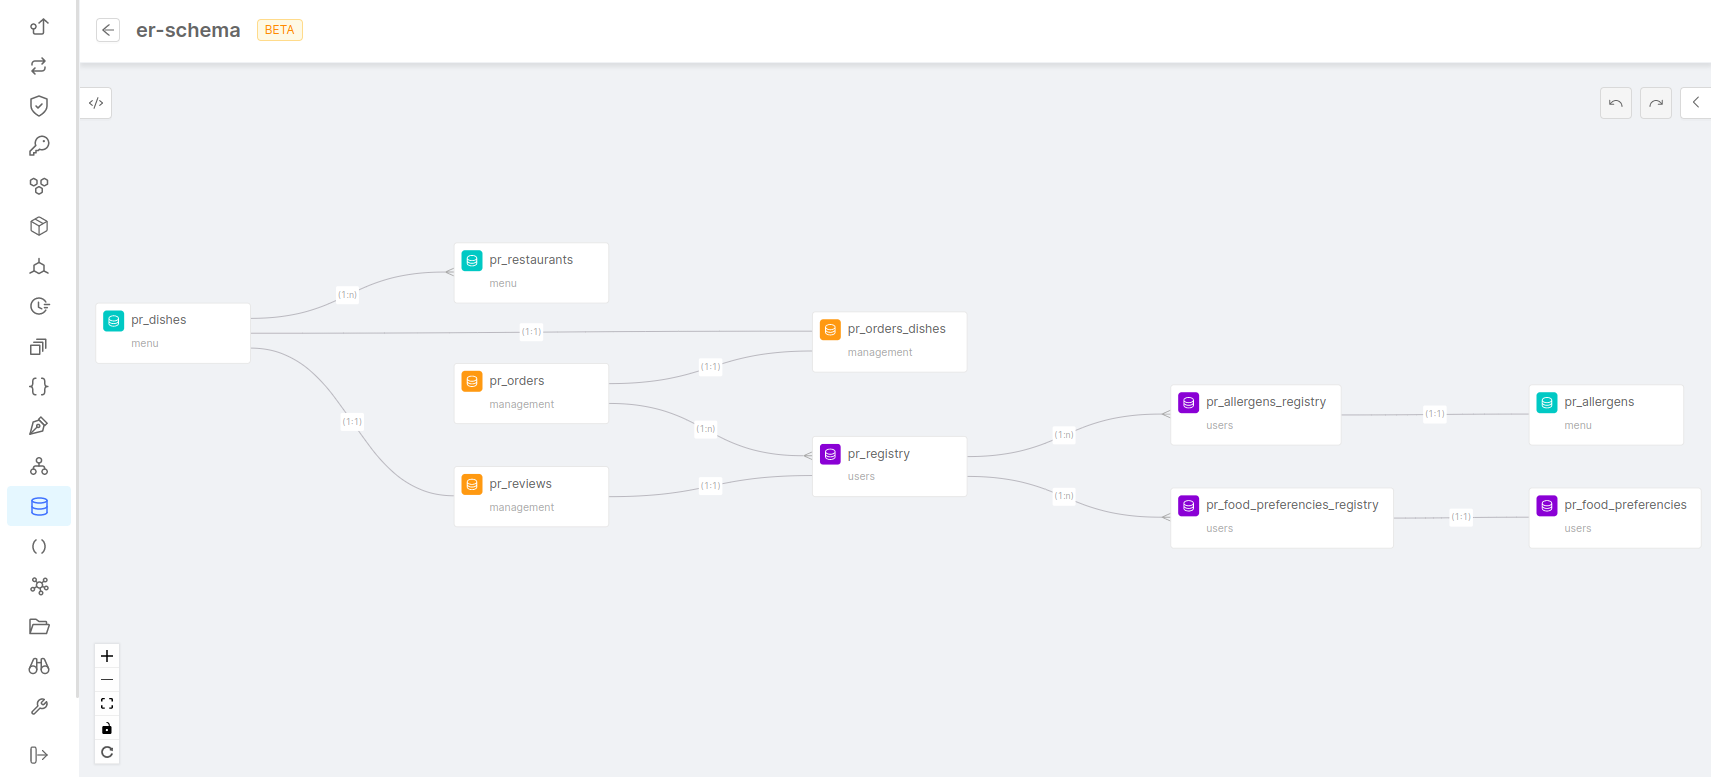 er-schema
BETA
</>
pr_restaurants
menu
(1:n)
pr_dishes
menu
(1:1)
pr_orders_dishes
management
(1:1)
pr_orders
management
(1:1)
(1:n)
pr_registry
users
pr_reviews
management
(1:1)
pr_allergens_registry
users
(1:n)
(1:1)
pr_allergens
menu
(1:n)
pr_food_preferencies_registry
users
(1:1)
pr_food_preferencies
users